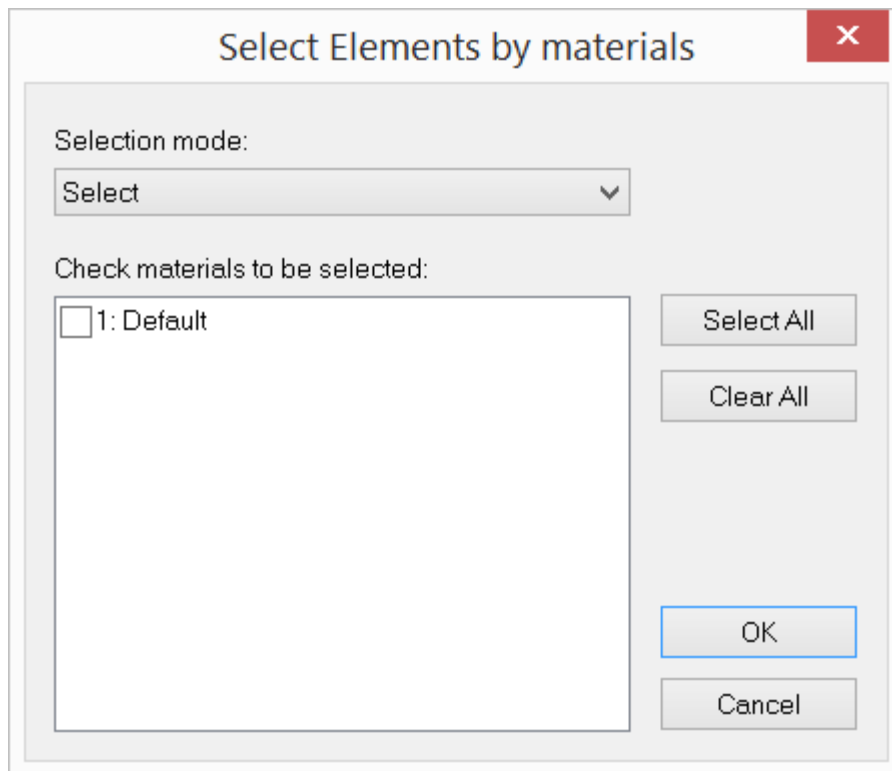 Select Elements by materials
Selection mode:
Select
Check materials to be selected:
1: Default
Select All
Clear All
OK
Cancel